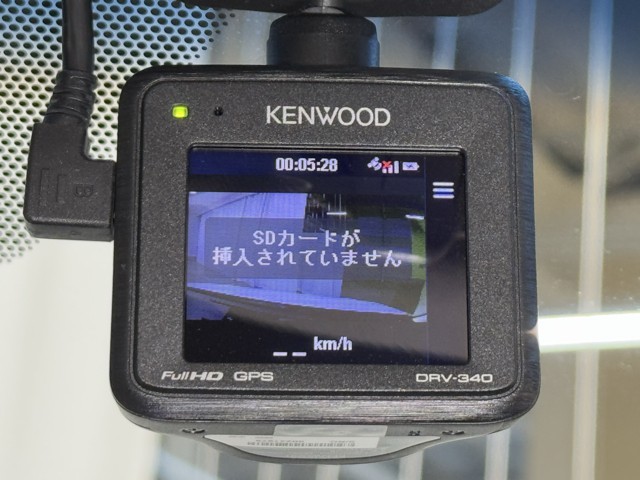 KENWOOD
00:05:28
SDカードが
挿入されていません
-- km/h
Full HD GPS
DRV-340